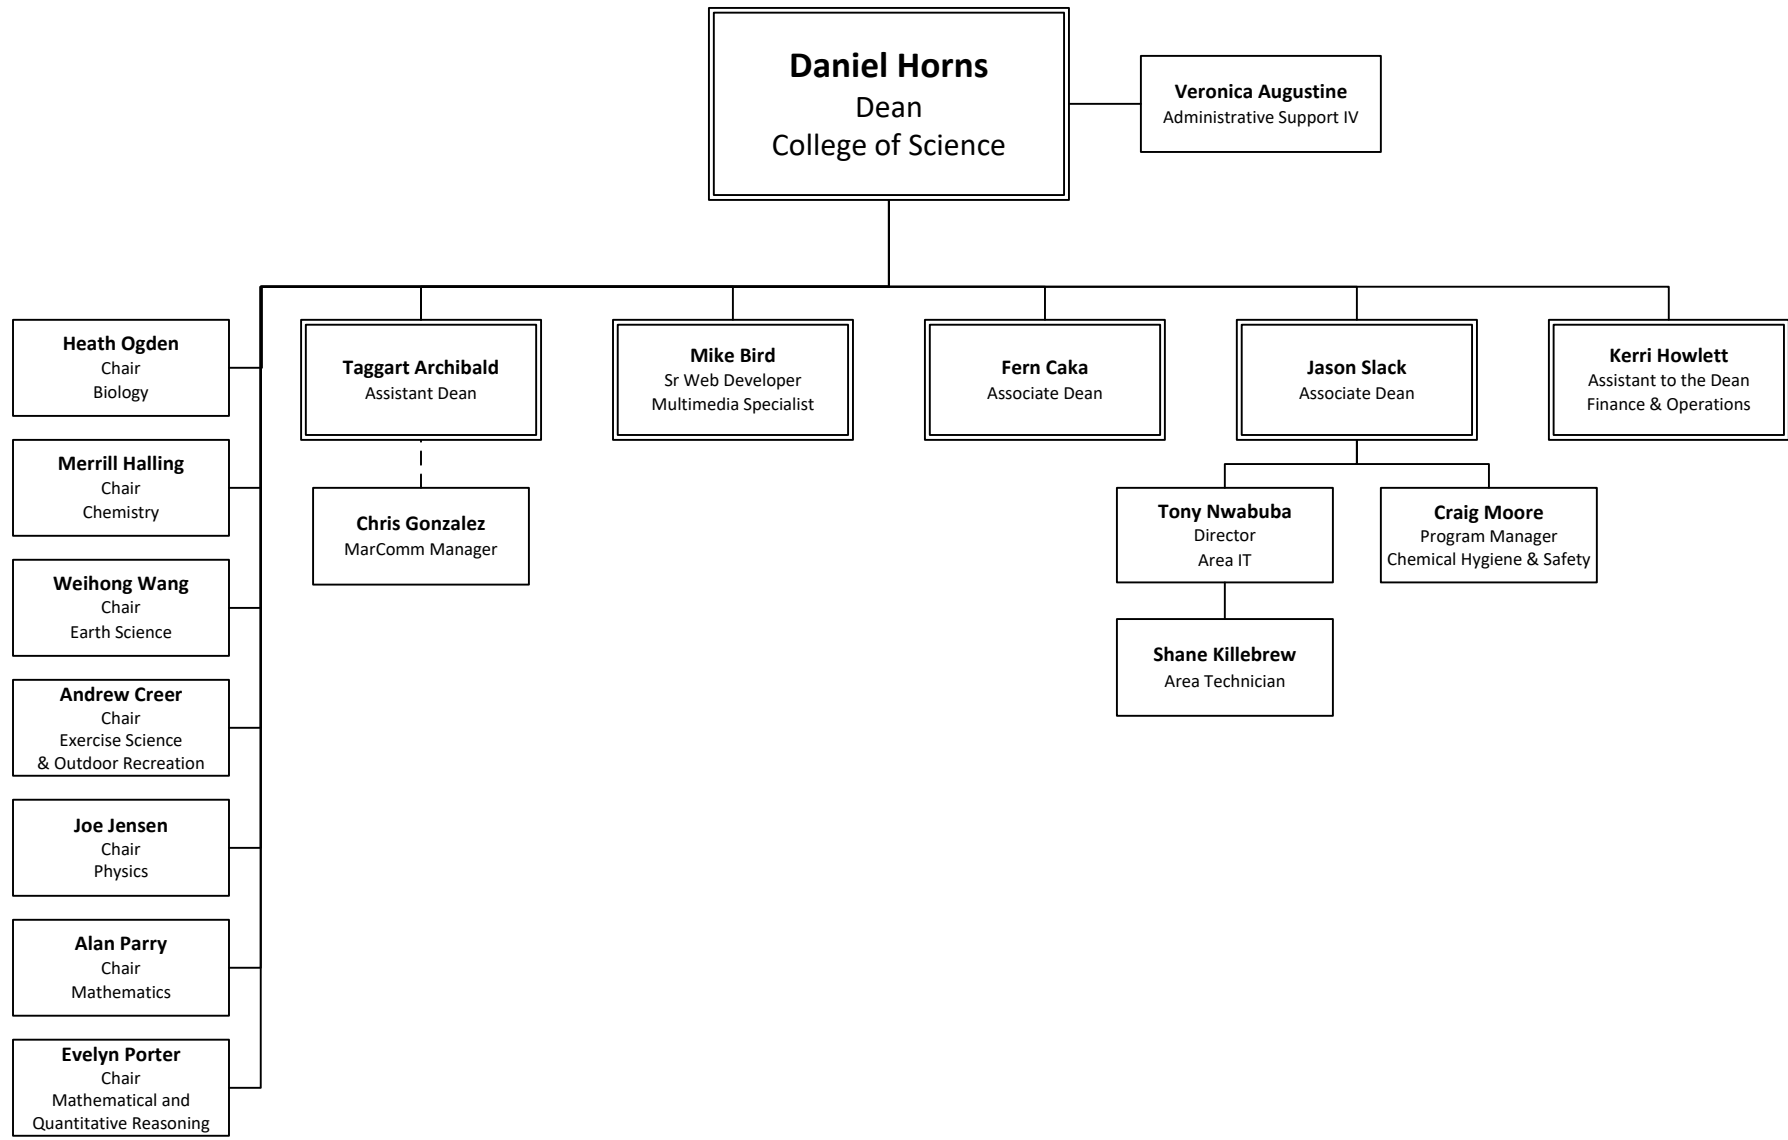 Daniel Horns
Dean
College of Science
Veronica Augustine
Administrative Support IV
Heath Ogden
Chair
Biology
Merrill Halling
Chair
Chemistry
Weihong Wang
Chair
Earth Science
Andrew Creer
Chair
Exercise Science
& Outdoor Recreation
Joe Jensen
Chair
Physics
Alan Parry
Chair
Mathematics
Evelyn Porter
Chair
Mathematical and
Quantitative Reasoning
Taggart Archibald
Assistant Dean
Chris Gonzalez
MarComm Manager
Mike Bird
Sr Web Developer
Multimedia Specialist
Fern Caka
Associate Dean
Jason Slack
Associate Dean
Tony Nwabuba
Director
Area IT
Shane Killebrew
Area Technician
Craig Moore
Program Manager
Chemical Hygiene & Safety
Kerri Howlett
Assistant to the Dean
Finance & Operations